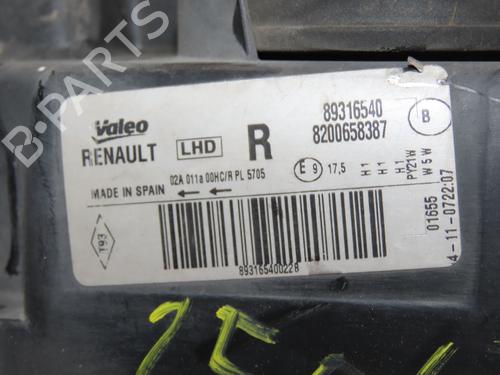 Valeo
RENAULT
LHD
R
89316540
8200658387
B
02A 011a 00HC/R PL 5705
E 9 17,5
H1
H1
H1
PY21W
W5W
MADE IN SPAIN
T93
89316540022B
01655
4-11-0722:07
B-PARTS